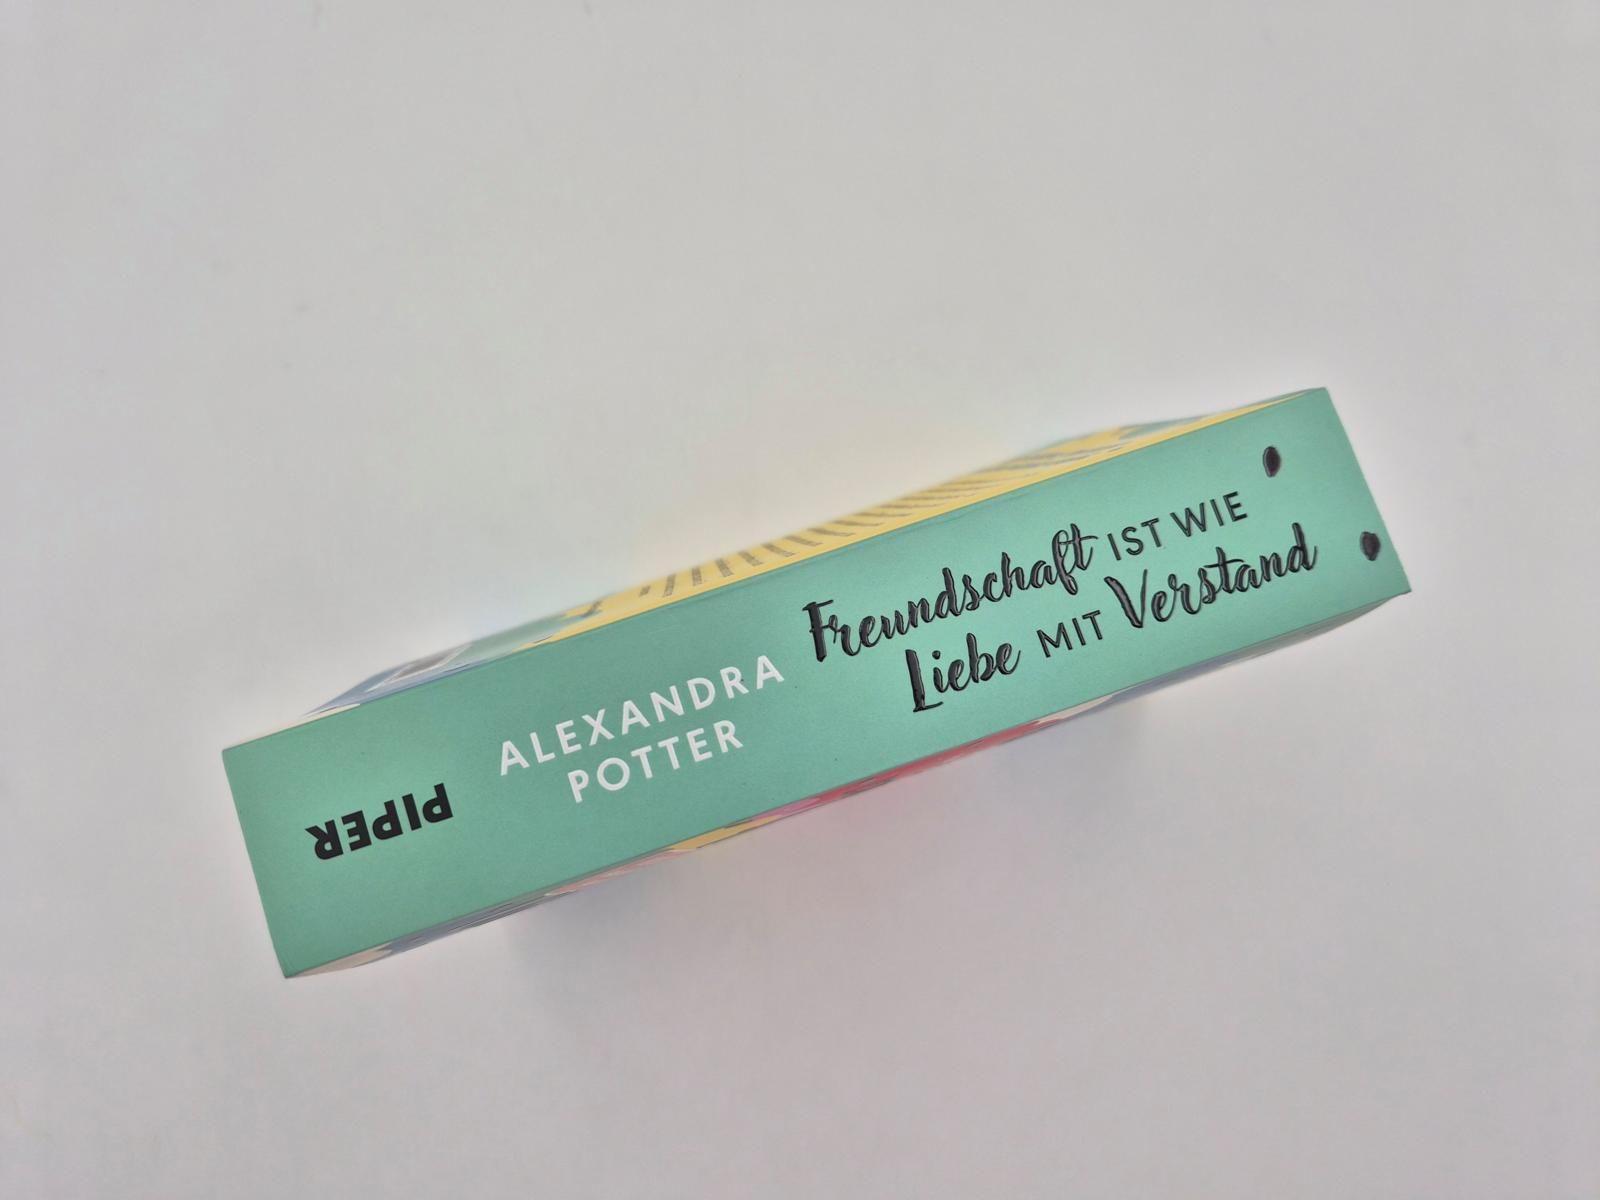 PIPER
ALEXANDRA
POTTER
Freundschaft IST WIE
Liebe MIT Verstand